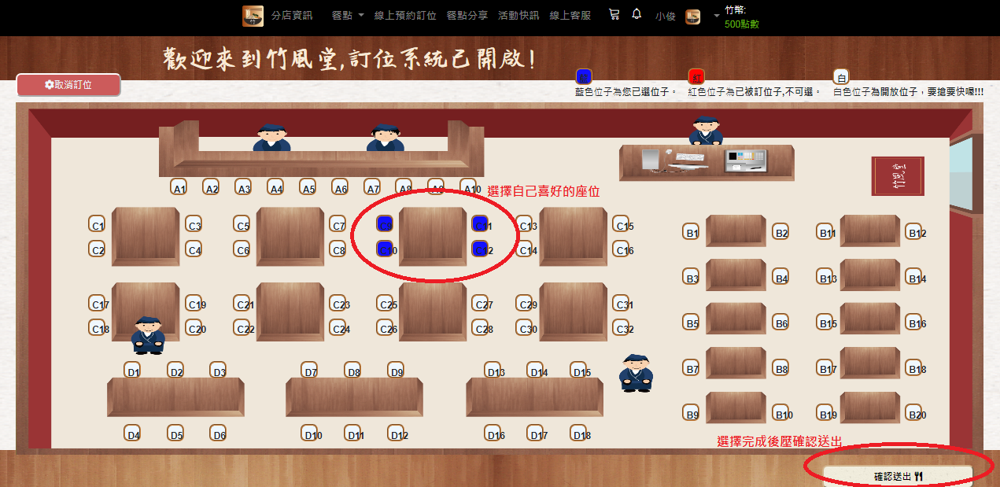 分店資訊 餐點 線上預約訂位 餐點分享 活動快訊 線上客服 小俊 竹幣:
500點數
歡迎來到竹風堂,訂位系統已開啟!
取消訂位
紅 白
藍色位子為您已選位子。 紅色位子為已被訂位子,不可選。 白色位子為開放位子,要搶要快喔!!!
A1 A2 A3 A4 A5 A6 A7 A8 A9 A10 選擇自己喜好的座位
C1 C3 C5 C7 C9 C11 C13 C15
C2 C4 C6 C8 C10 C12 C14 C16
B1 B2 B11 B12
B3 B4 B13 B14
C17 C19 C21 C23 C25 C27 C29 C31
C18 C20 C22 C24 C26 C28 C30 C32
B5 B6 B15 B16
B7 B8 B17 B18
D1 D2 D3 D7 D8 D9 D13 D14 D15
B9 B10 B19 B20
D4 D5 D6 D10 D11 D12 D16 D17 D18
選擇完成後壓確認送出
確認送出